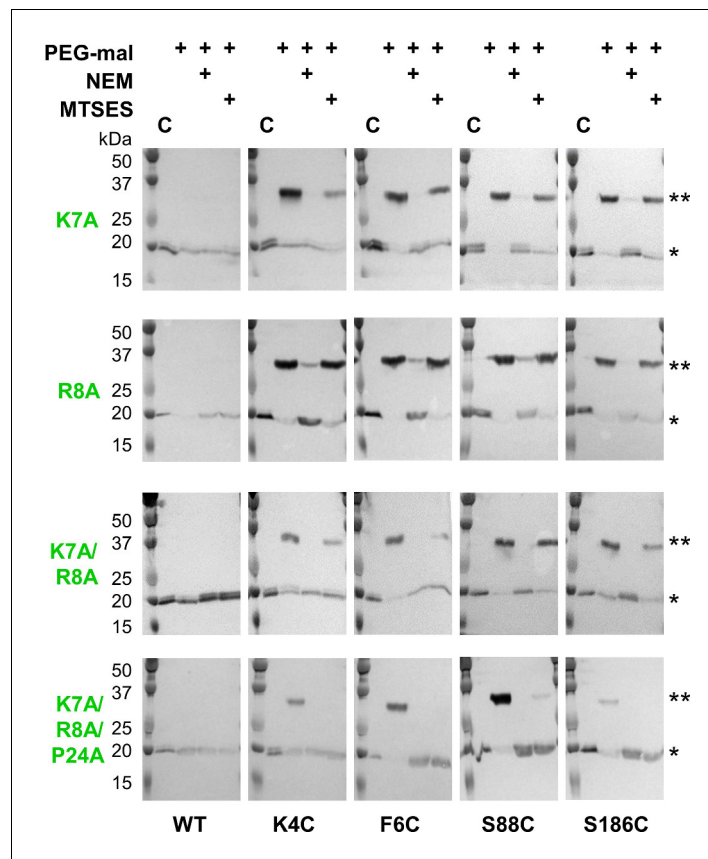 PEG-mal + + + + + + + + + + + + + + +
NEM + + + + +
MTSES + + + + +
C C C C C
kDa
50
37
25
20
15
K7A
**
*
50
37
25
20
15
R8A
**
*
50
37
25
20
15
K7A/
R8A
**
*
50
37
25
20
15
K7A/
R8A/
P24A
**
*
WT K4C F6C S88C S186C